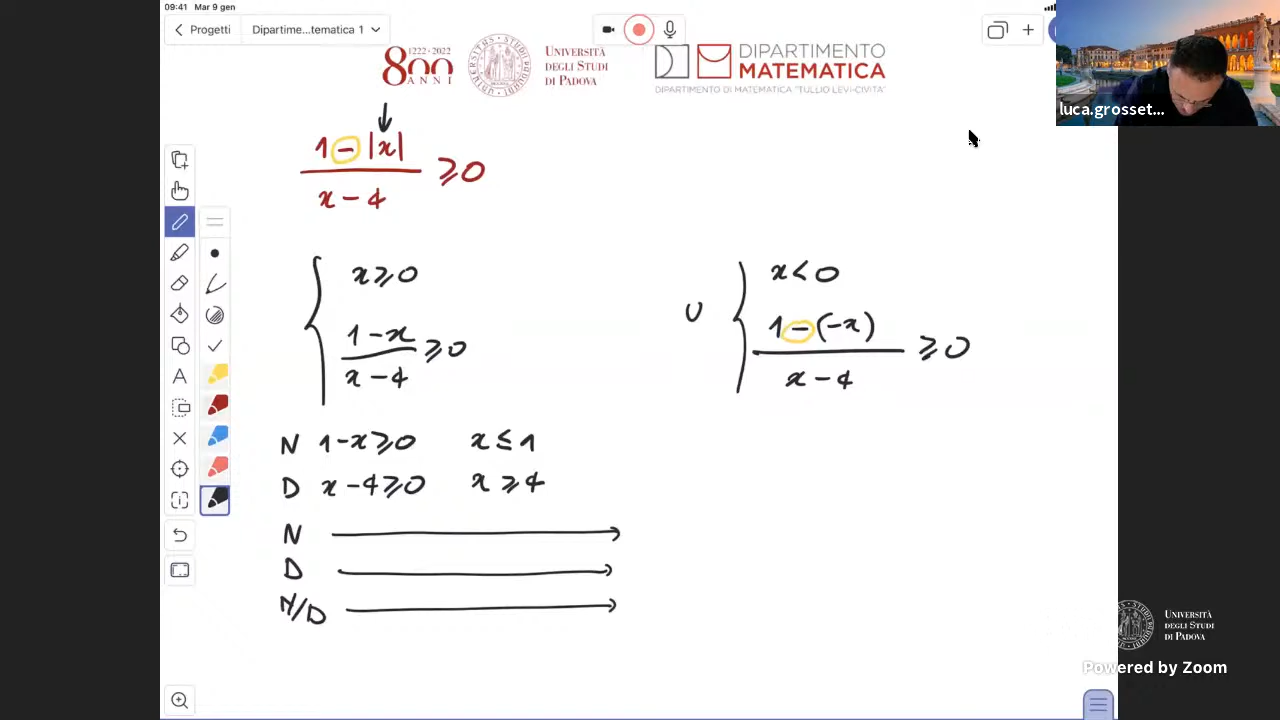 09:41 Mar 9 gen
Progetti
Dipartime...tematica 1
800
1222·2022
ANNI
UNIVERSITÀ
DEGLI STUDI
DI PADOVA
DIPARTIMENTO
MATEMATICA
DIPARTIMENTO DI MATEMATICA "TULLIO LEVI-CIVITA"
luca.grosset...
1 - |x|
x - 4
≥0
x≥0
1 - x
x - 4
≥0
U
x < 0
1 - (-x)
x - 4
≥0
N 1-x≥0 x≤1
D x-4≥0 x≥4
N
D
N/D
A
UNIVERSITÀ
DEGLI STUDI
DI PADOVA
Powered by Zoom